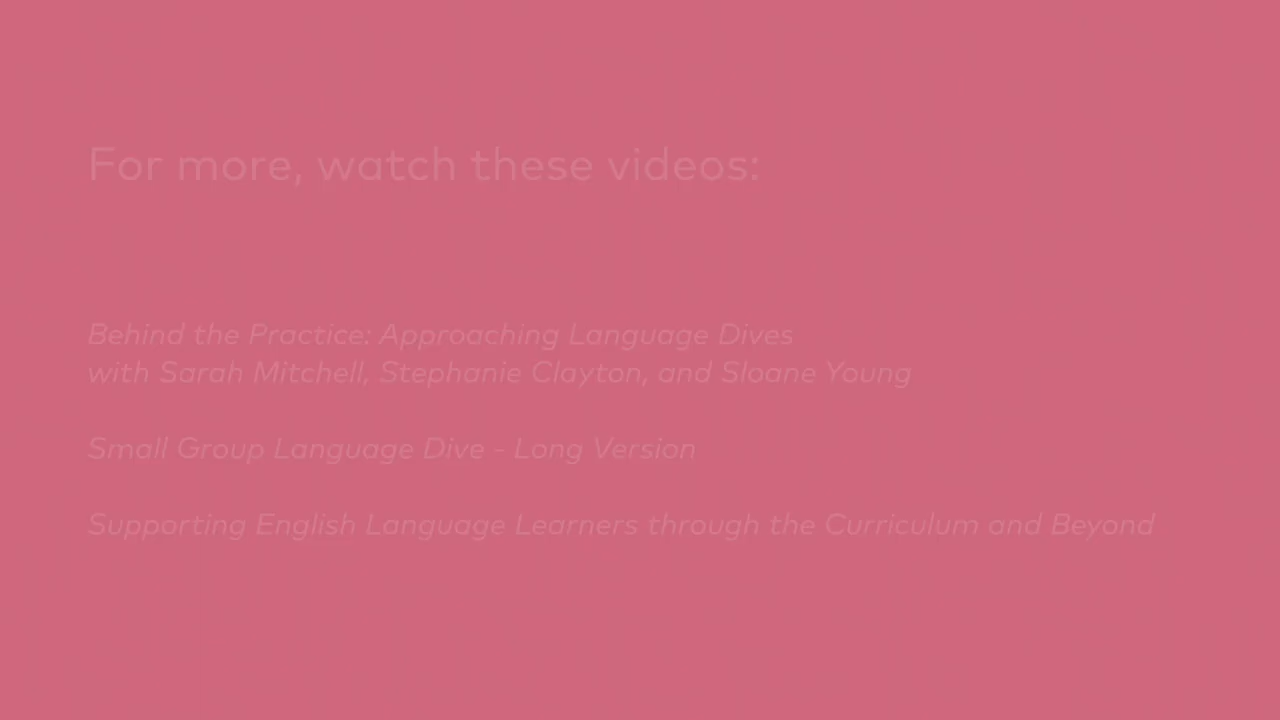 For more, watch these videos:
Behind the Practice: Approaching Language Dives
with Sarah Mitchell, Stephanie Clayton, and Sloane Young
Small Group Language Dive - Long Version
Supporting English Language Learners through the Curriculum and Beyond